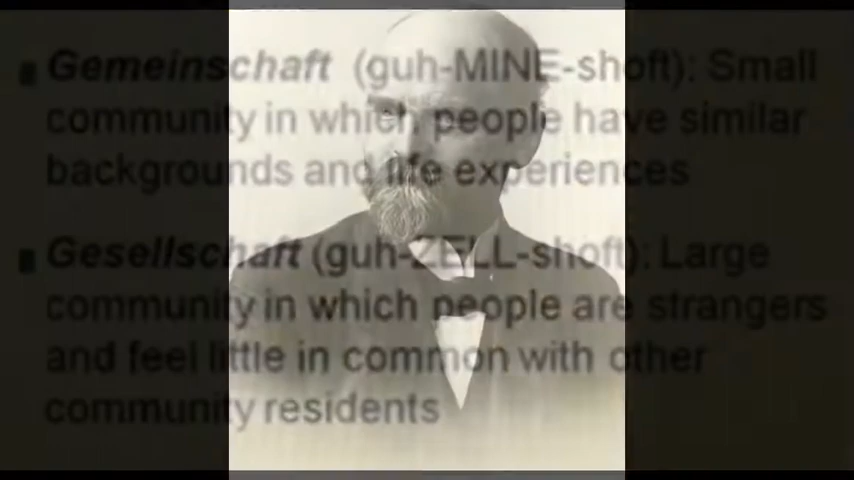 Gemeinschaft (guh-MINE-shoft): Small
community in which people have similar
backgrounds and life experiences
Gesellschaft (guh-ZELL-shoft): Large
community in which people are strangers
and feel little in common with other
community residents